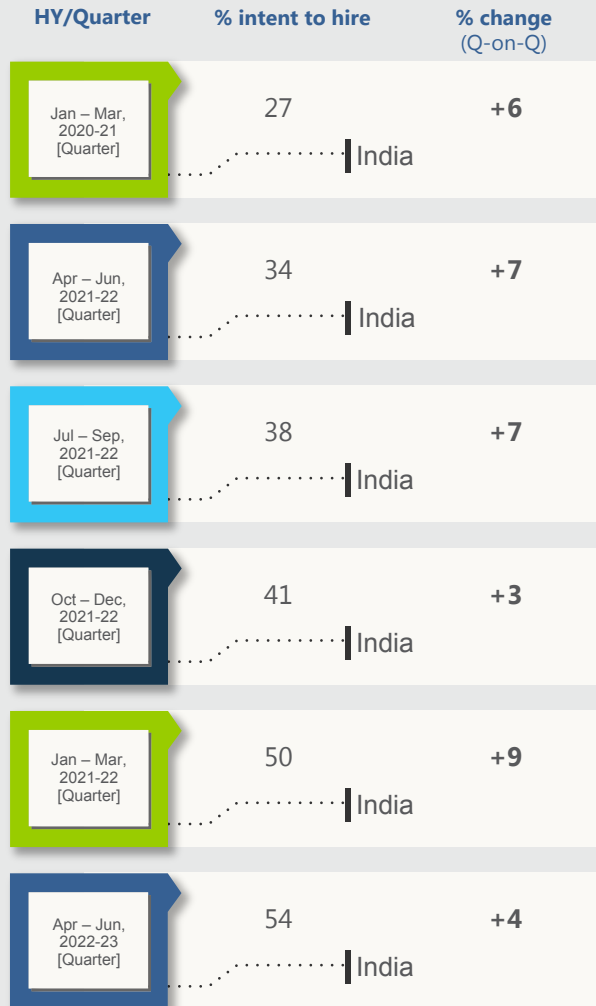 HY/Quarter % intent to hire % change
(Q-on-Q)
Jan – Mar,
2020-21
[Quarter]
27 +6
India
Apr – Jun,
2021-22
[Quarter]
34 +7
India
Jul – Sep,
2021-22
[Quarter]
38 +7
India
Oct – Dec,
2021-22
[Quarter]
41 +3
India
Jan – Mar,
2021-22
[Quarter]
50 +9
India
Apr – Jun,
2022-23
[Quarter]
54 +4
India